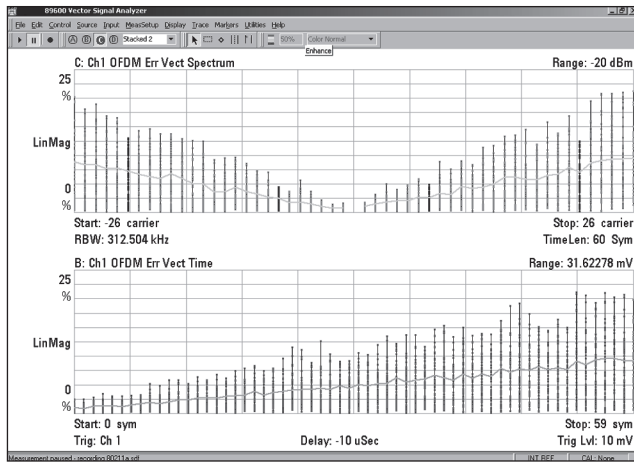 89600 Vector Signal Analyzer
File Edit Control Source Input MeasSetup Display Trace Markers Utilities Help
A B C D Stacked 2 50% Color Normal
Enhance
C: Ch1 OFDM Err Vect Spectrum Range: -20 dBm
25
%
LinMag
0
%
Start: -26 carrier Stop: 26 carrier
RBW: 312.504 kHz TimeLen: 60 Sym
B: Ch1 OFDM Err Vect Time Range: 31.62278 mV
25
%
LinMag
0
%
Start: 0 sym Stop: 59 sym
Trig: Ch 1 Delay: -10 uSec Trig Lvl: 10 mV
Measurement paused - recording 80211a.sdf INT REF CAL: None